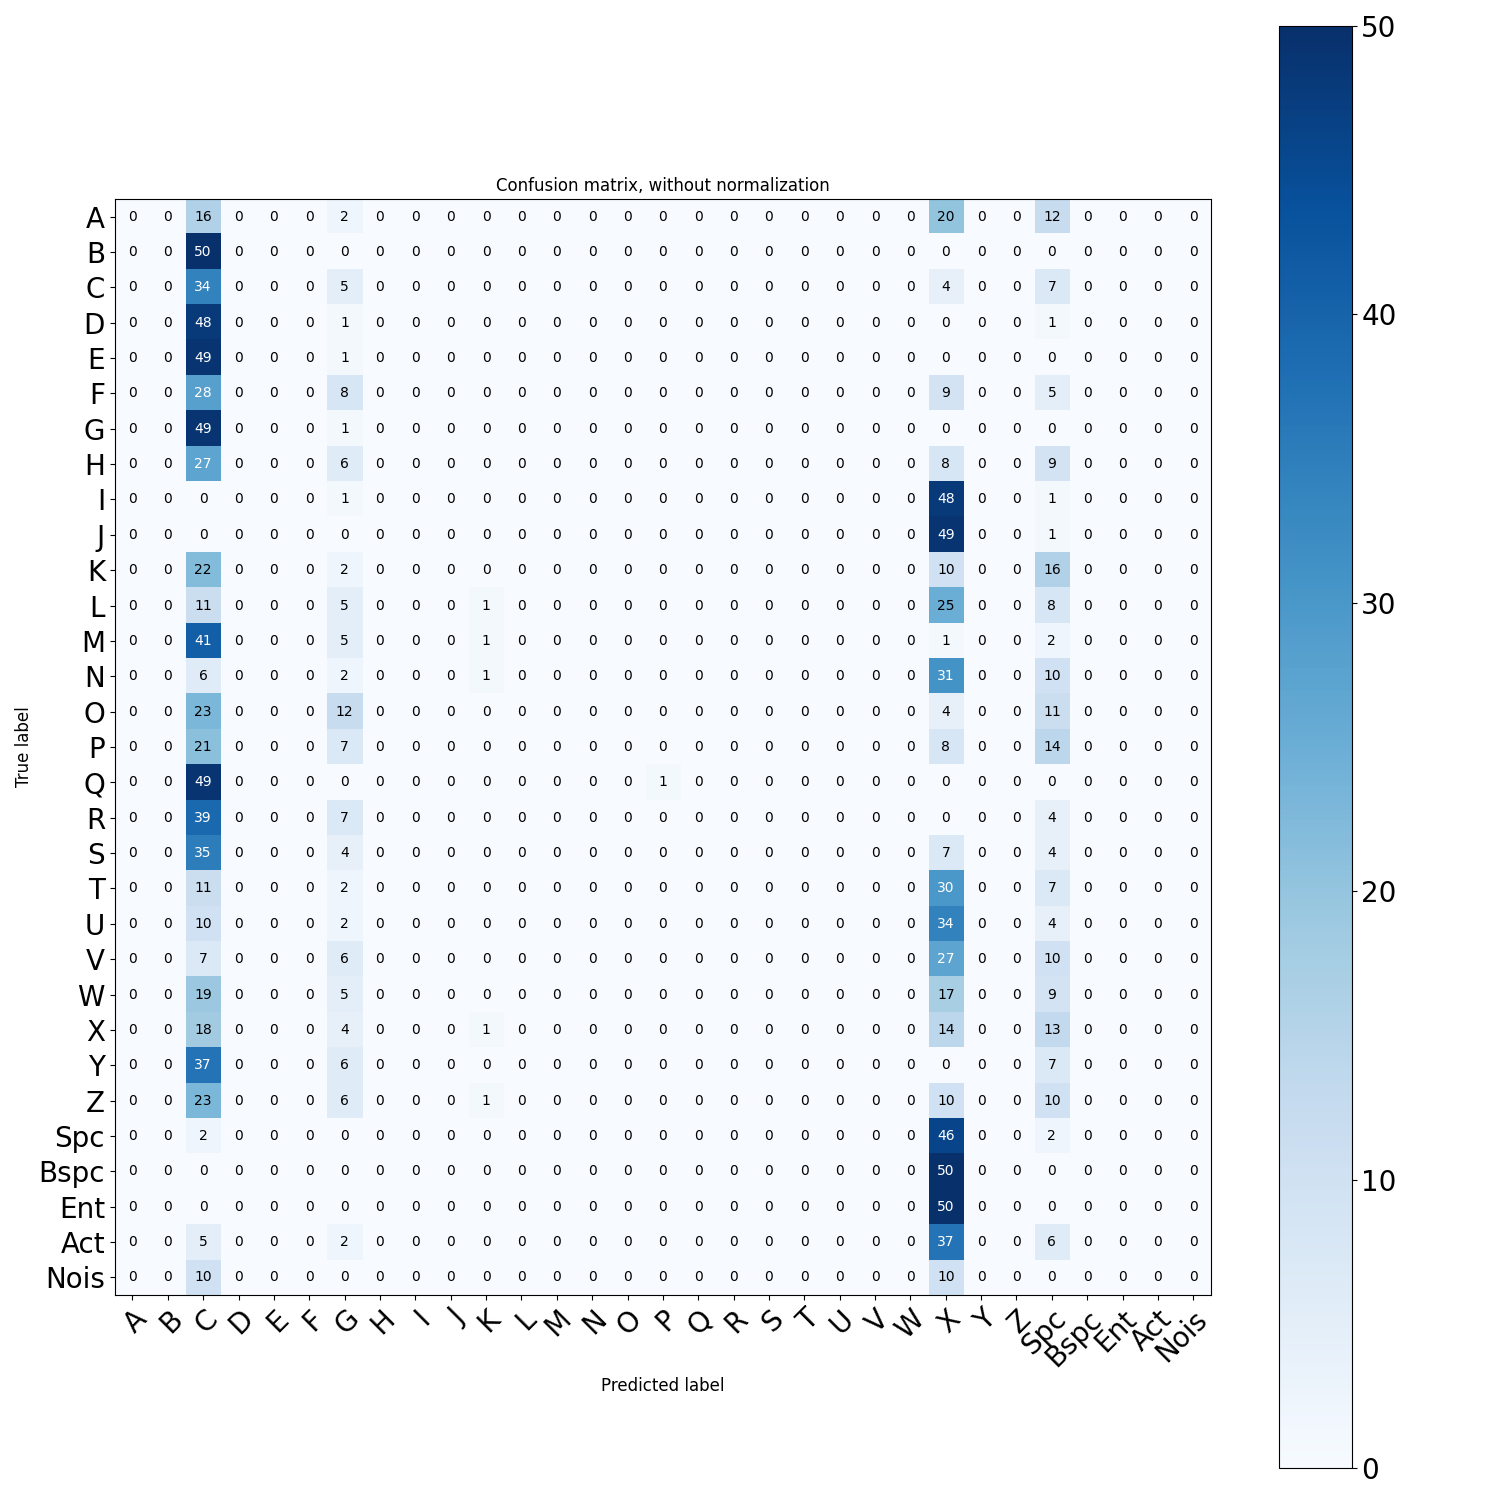 Confusion matrix, without normalization
50
40
30
20
10
0
True label
A 0 0 16 0 0 0 2 0 0 0 0 0 0 0 0 0 0 0 0 0 0 0 0 20 0 0 12 0 0 0 0
B 0 0 50 0 0 0 0 0 0 0 0 0 0 0 0 0 0 0 0 0 0 0 0 0 0 0 0 0 0 0 0
C 0 0 34 0 0 0 5 0 0 0 0 0 0 0 0 0 0 0 0 0 0 0 0 4 0 0 7 0 0 0 0
D 0 0 48 0 0 0 1 0 0 0 0 0 0 0 0 0 0 0 0 0 0 0 0 0 0 0 1 0 0 0 0
E 0 0 49 0 0 0 1 0 0 0 0 0 0 0 0 0 0 0 0 0 0 0 0 0 0 0 0 0 0 0 0
F 0 0 28 0 0 0 8 0 0 0 0 0 0 0 0 0 0 0 0 0 0 0 0 9 0 0 5 0 0 0 0
G 0 0 49 0 0 0 1 0 0 0 0 0 0 0 0 0 0 0 0 0 0 0 0 0 0 0 0 0 0 0 0
H 0 0 27 0 0 0 6 0 0 0 0 0 0 0 0 0 0 0 0 0 0 0 0 8 0 0 9 0 0 0 0
I 0 0 0 0 0 0 1 0 0 0 0 0 0 0 0 0 0 0 0 0 0 0 0 48 0 0 1 0 0 0 0
J 0 0 0 0 0 0 0 0 0 0 0 0 0 0 0 0 0 0 0 0 0 0 0 49 0 0 1 0 0 0 0
K 0 0 22 0 0 0 2 0 0 0 0 0 0 0 0 0 0 0 0 0 0 0 0 10 0 0 16 0 0 0 0
L 0 0 11 0 0 0 5 0 0 0 1 0 0 0 0 0 0 0 0 0 0 0 0 25 0 0 8 0 0 0 0
M 0 0 41 0 0 0 5 0 0 0 1 0 0 0 0 0 0 0 0 0 0 0 0 1 0 0 2 0 0 0 0
N 0 0 6 0 0 0 2 0 0 0 1 0 0 0 0 0 0 0 0 0 0 0 0 31 0 0 10 0 0 0 0
O 0 0 23 0 0 0 12 0 0 0 0 0 0 0 0 0 0 0 0 0 0 0 0 4 0 0 11 0 0 0 0
P 0 0 21 0 0 0 7 0 0 0 0 0 0 0 0 0 0 0 0 0 0 0 0 8 0 0 14 0 0 0 0
Q 0 0 49 0 0 0 0 0 0 0 0 0 0 0 0 1 0 0 0 0 0 0 0 0 0 0 0 0 0 0 0
R 0 0 39 0 0 0 7 0 0 0 0 0 0 0 0 0 0 0 0 0 0 0 0 0 0 0 4 0 0 0 0
S 0 0 35 0 0 0 4 0 0 0 0 0 0 0 0 0 0 0 0 0 0 0 0 7 0 0 4 0 0 0 0
T 0 0 11 0 0 0 2 0 0 0 0 0 0 0 0 0 0 0 0 0 0 0 0 30 0 0 7 0 0 0 0
U 0 0 10 0 0 0 2 0 0 0 0 0 0 0 0 0 0 0 0 0 0 0 0 34 0 0 4 0 0 0 0
V 0 0 7 0 0 0 6 0 0 0 0 0 0 0 0 0 0 0 0 0 0 0 0 27 0 0 10 0 0 0 0
W 0 0 19 0 0 0 5 0 0 0 0 0 0 0 0 0 0 0 0 0 0 0 0 17 0 0 9 0 0 0 0
X 0 0 18 0 0 0 4 0 0 0 1 0 0 0 0 0 0 0 0 0 0 0 0 14 0 0 13 0 0 0 0
Y 0 0 37 0 0 0 6 0 0 0 0 0 0 0 0 0 0 0 0 0 0 0 0 0 0 0 7 0 0 0 0
Z 0 0 23 0 0 0 6 0 0 0 1 0 0 0 0 0 0 0 0 0 0 0 0 10 0 0 10 0 0 0 0
Spc 0 0 2 0 0 0 0 0 0 0 0 0 0 0 0 0 0 0 0 0 0 0 0 46 0 0 2 0 0 0 0
Bspc 0 0 0 0 0 0 0 0 0 0 0 0 0 0 0 0 0 0 0 0 0 0 0 50 0 0 0 0 0 0 0
Ent 0 0 0 0 0 0 0 0 0 0 0 0 0 0 0 0 0 0 0 0 0 0 0 50 0 0 0 0 0 0 0
Act 0 0 5 0 0 0 2 0 0 0 0 0 0 0 0 0 0 0 0 0 0 0 0 37 0 0 6 0 0 0 0
Nois 0 0 10 0 0 0 0 0 0 0 0 0 0 0 0 0 0 0 0 0 0 0 0 10 0 0 0 0 0 0 0
A B C D E F G H I J K L M N O P Q R S T U V W X Y Z Spc Bspc Ent Act Nois
Predicted label